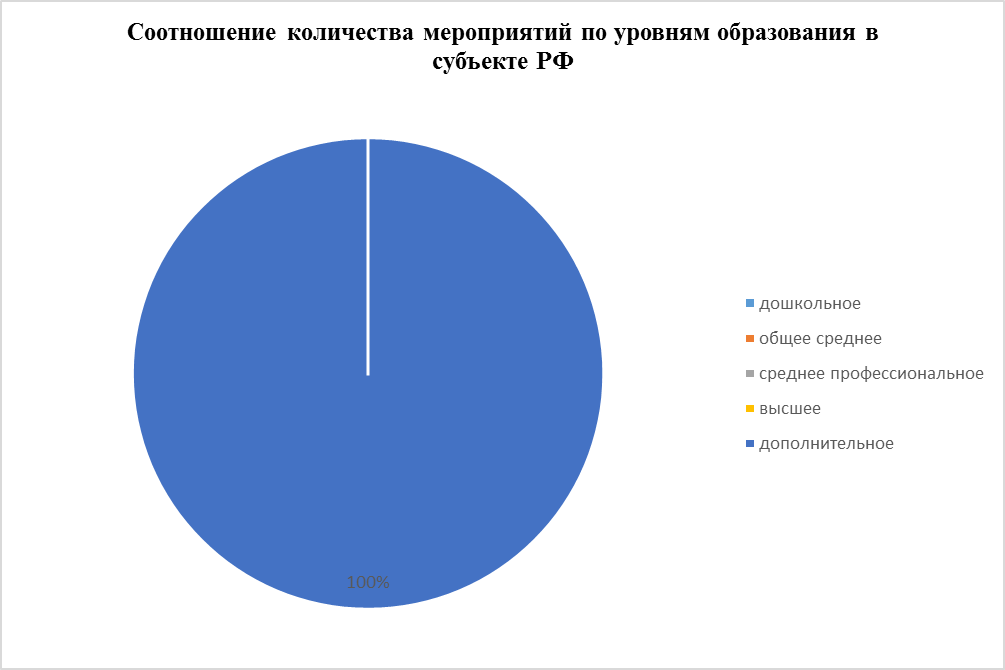 Соотношение количества мероприятий по уровням образования в
субъекте РФ
дошкольное
общее среднее
среднее профессиональное
высшее
дополнительное
100%